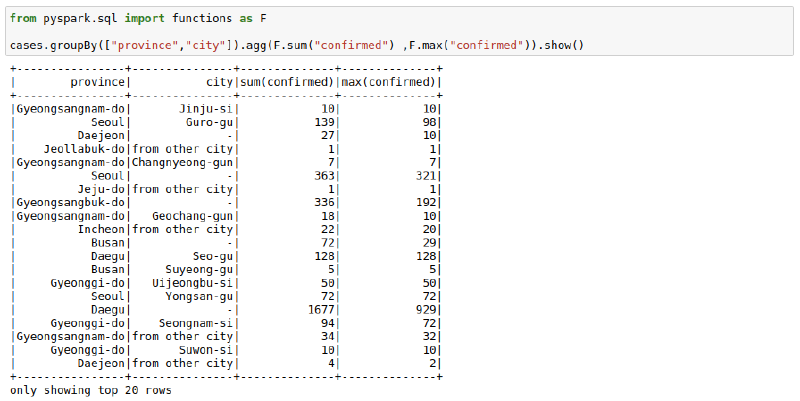 from pyspark.sql import functions as F
cases.groupBy(["province","city"]).agg(F.sum("confirmed") ,F.max("confirmed")).show()
+----------------+---------------+--------------+--------------+
|        province|           city|sum(confirmed)|max(confirmed)|
+----------------+---------------+--------------+--------------+
|Gyeongsangnam-do|       Jinju-si|            10|            10|
|           Seoul|        Guro-gu|           139|            98|
|         Daejeon|              -|            27|            10|
|    Jeollabuk-do|from other city|             1|             1|
|Gyeongsangnam-do|Changnyeong-gun|             7|             7|
|           Seoul|              -|           363|           321|
|         Jeju-do|from other city|             1|             1|
|Gyeongsangbuk-do|              -|           336|           192|
|Gyeongsangnam-do|   Geochang-gun|            18|            10|
|         Incheon|from other city|            22|            20|
|           Busan|              -|            72|            29|
|           Daegu|         Seo-gu|           128|           128|
|           Busan|     Suyeong-gu|             5|             5|
|     Gyeonggi-do|   Uijeongbu-si|            50|            50|
|           Seoul|     Yongsan-gu|            72|            72|
|           Daegu|              -|          1677|           929|
|     Gyeonggi-do|    Seongnam-si|            94|            72|
|Gyeongsangnam-do|from other city|            34|            32|
|     Gyeonggi-do|       Suwon-si|            10|            10|
|         Daejeon|from other city|             4|             2|
+----------------+---------------+--------------+--------------+
only showing top 20 rows